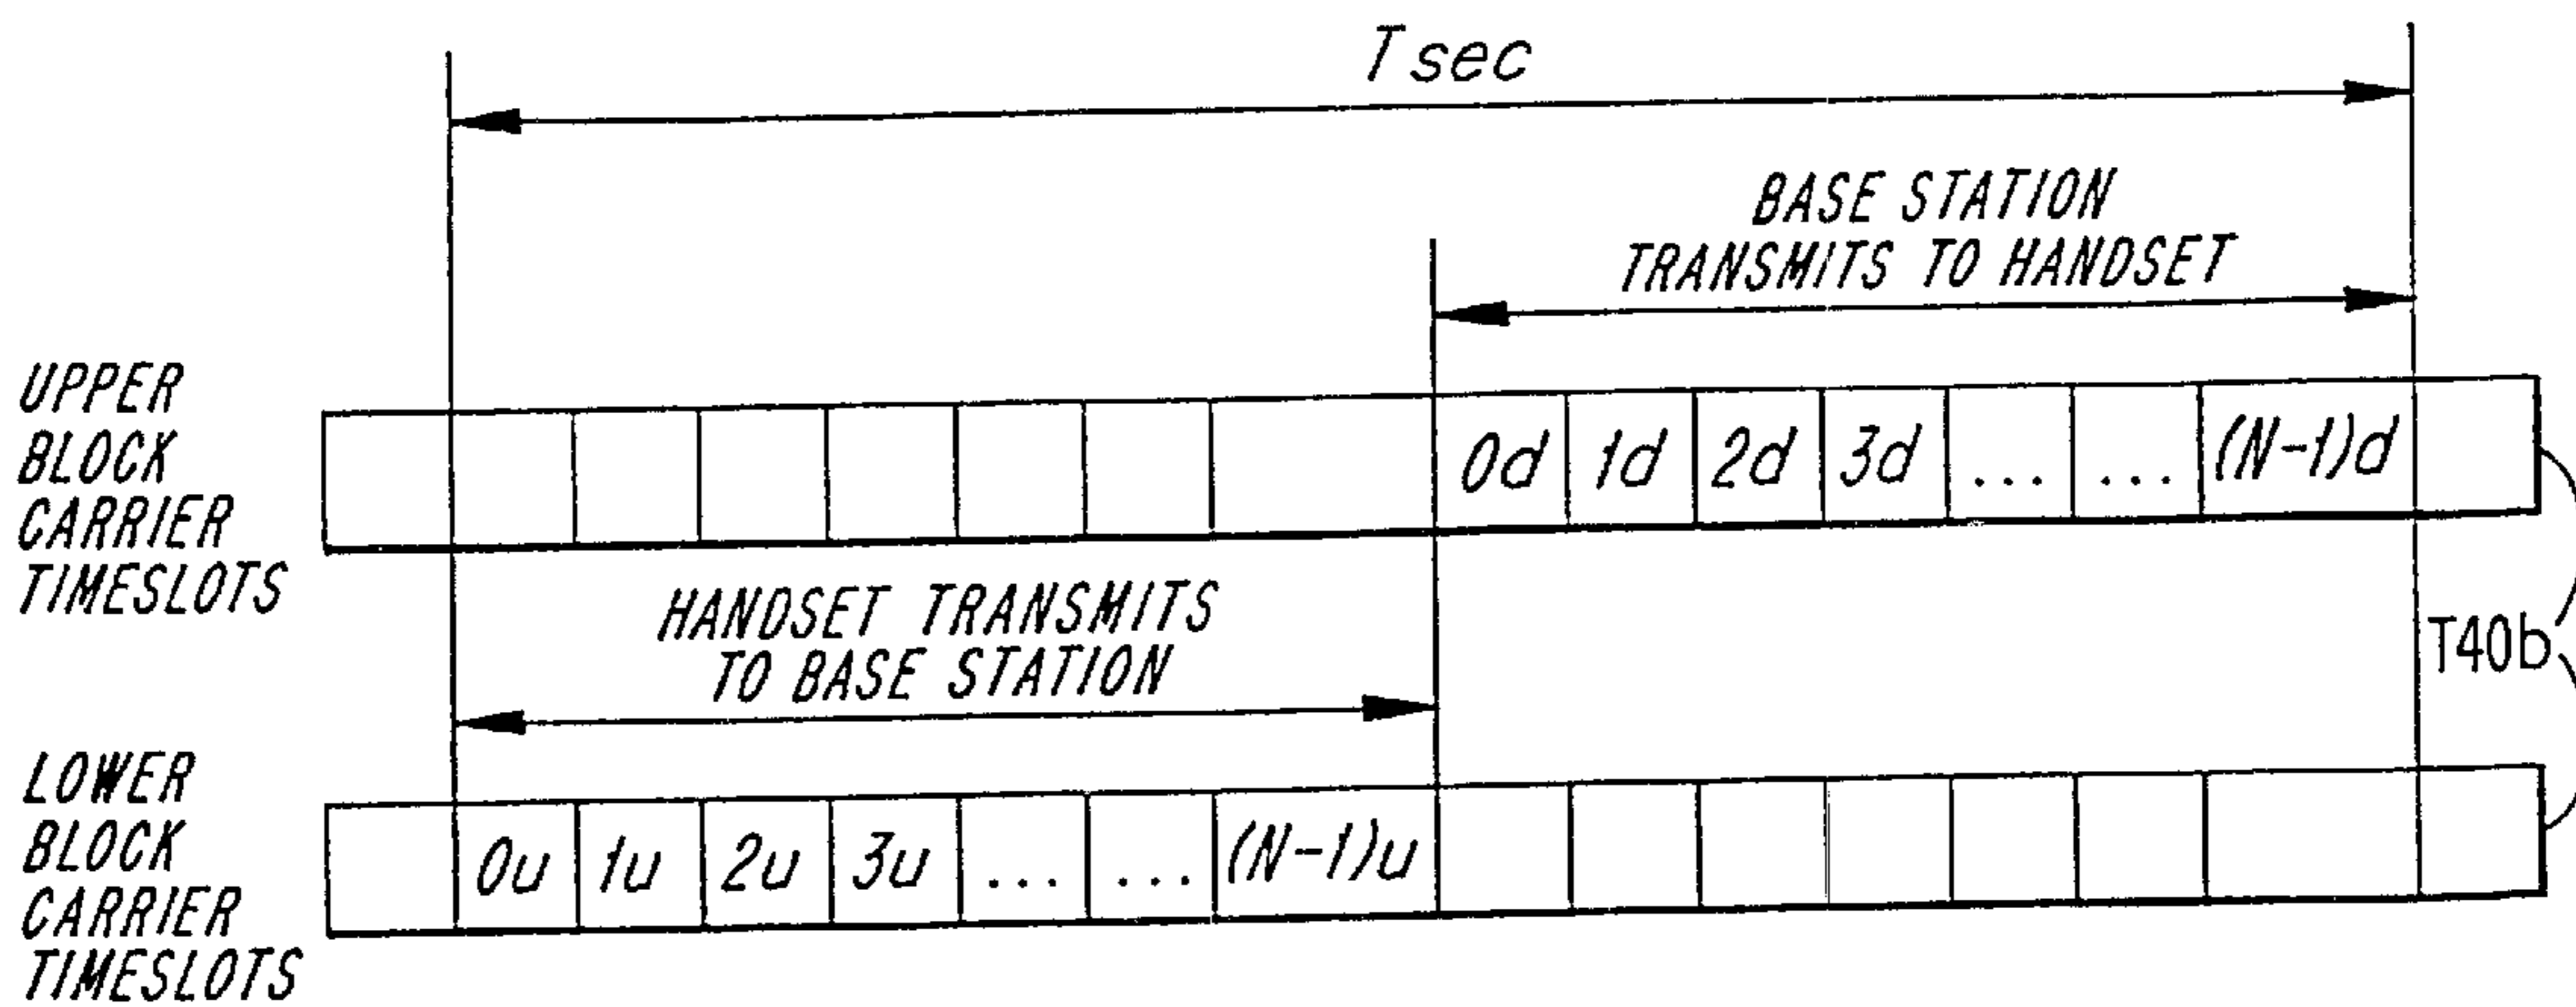 T sec
BASE STATION
TRANSMITS TO HANDSET
UPPER
BLOCK
CARRIER
TIMESLOTS
0d 1d 2d 3d ... ... (N-1)d
HANDSET TRANSMITS
TO BASE STATION
T40b
LOWER
BLOCK
CARRIER
TIMESLOTS
0u 1u 2u 3u ... ... (N-1)u